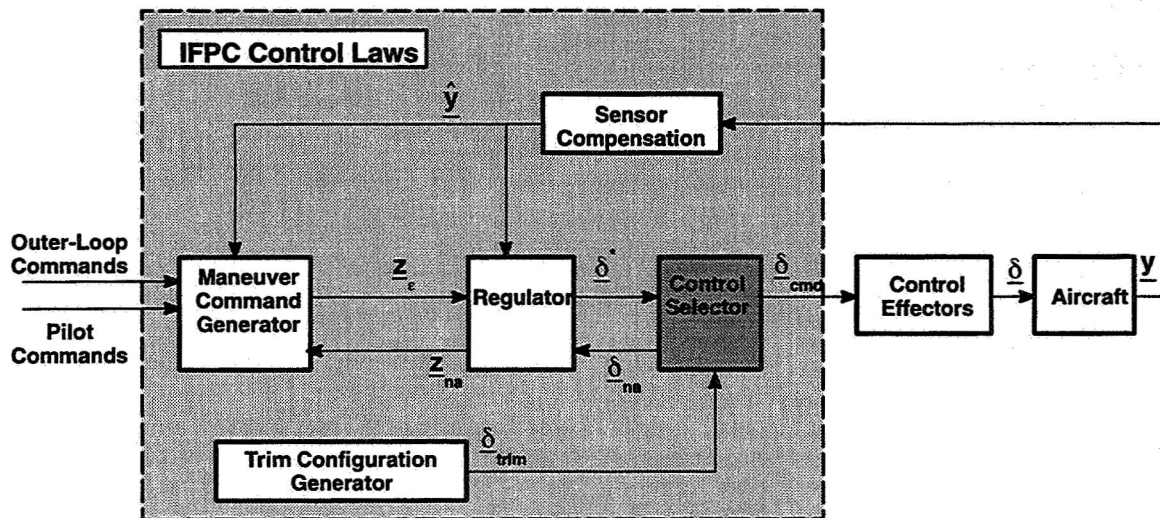 IFPC Control Laws
ŷ
Sensor
Compensation
Outer-Loop
Commands
Pilot
Commands
Maneuver
Command
Generator
z_ε
z_na
Regulator
δ*
δ_na
Control
Selector
δ_cmd
Control
Effectors
δ
Aircraft
y
Trim Configuration
Generator
δ_trim